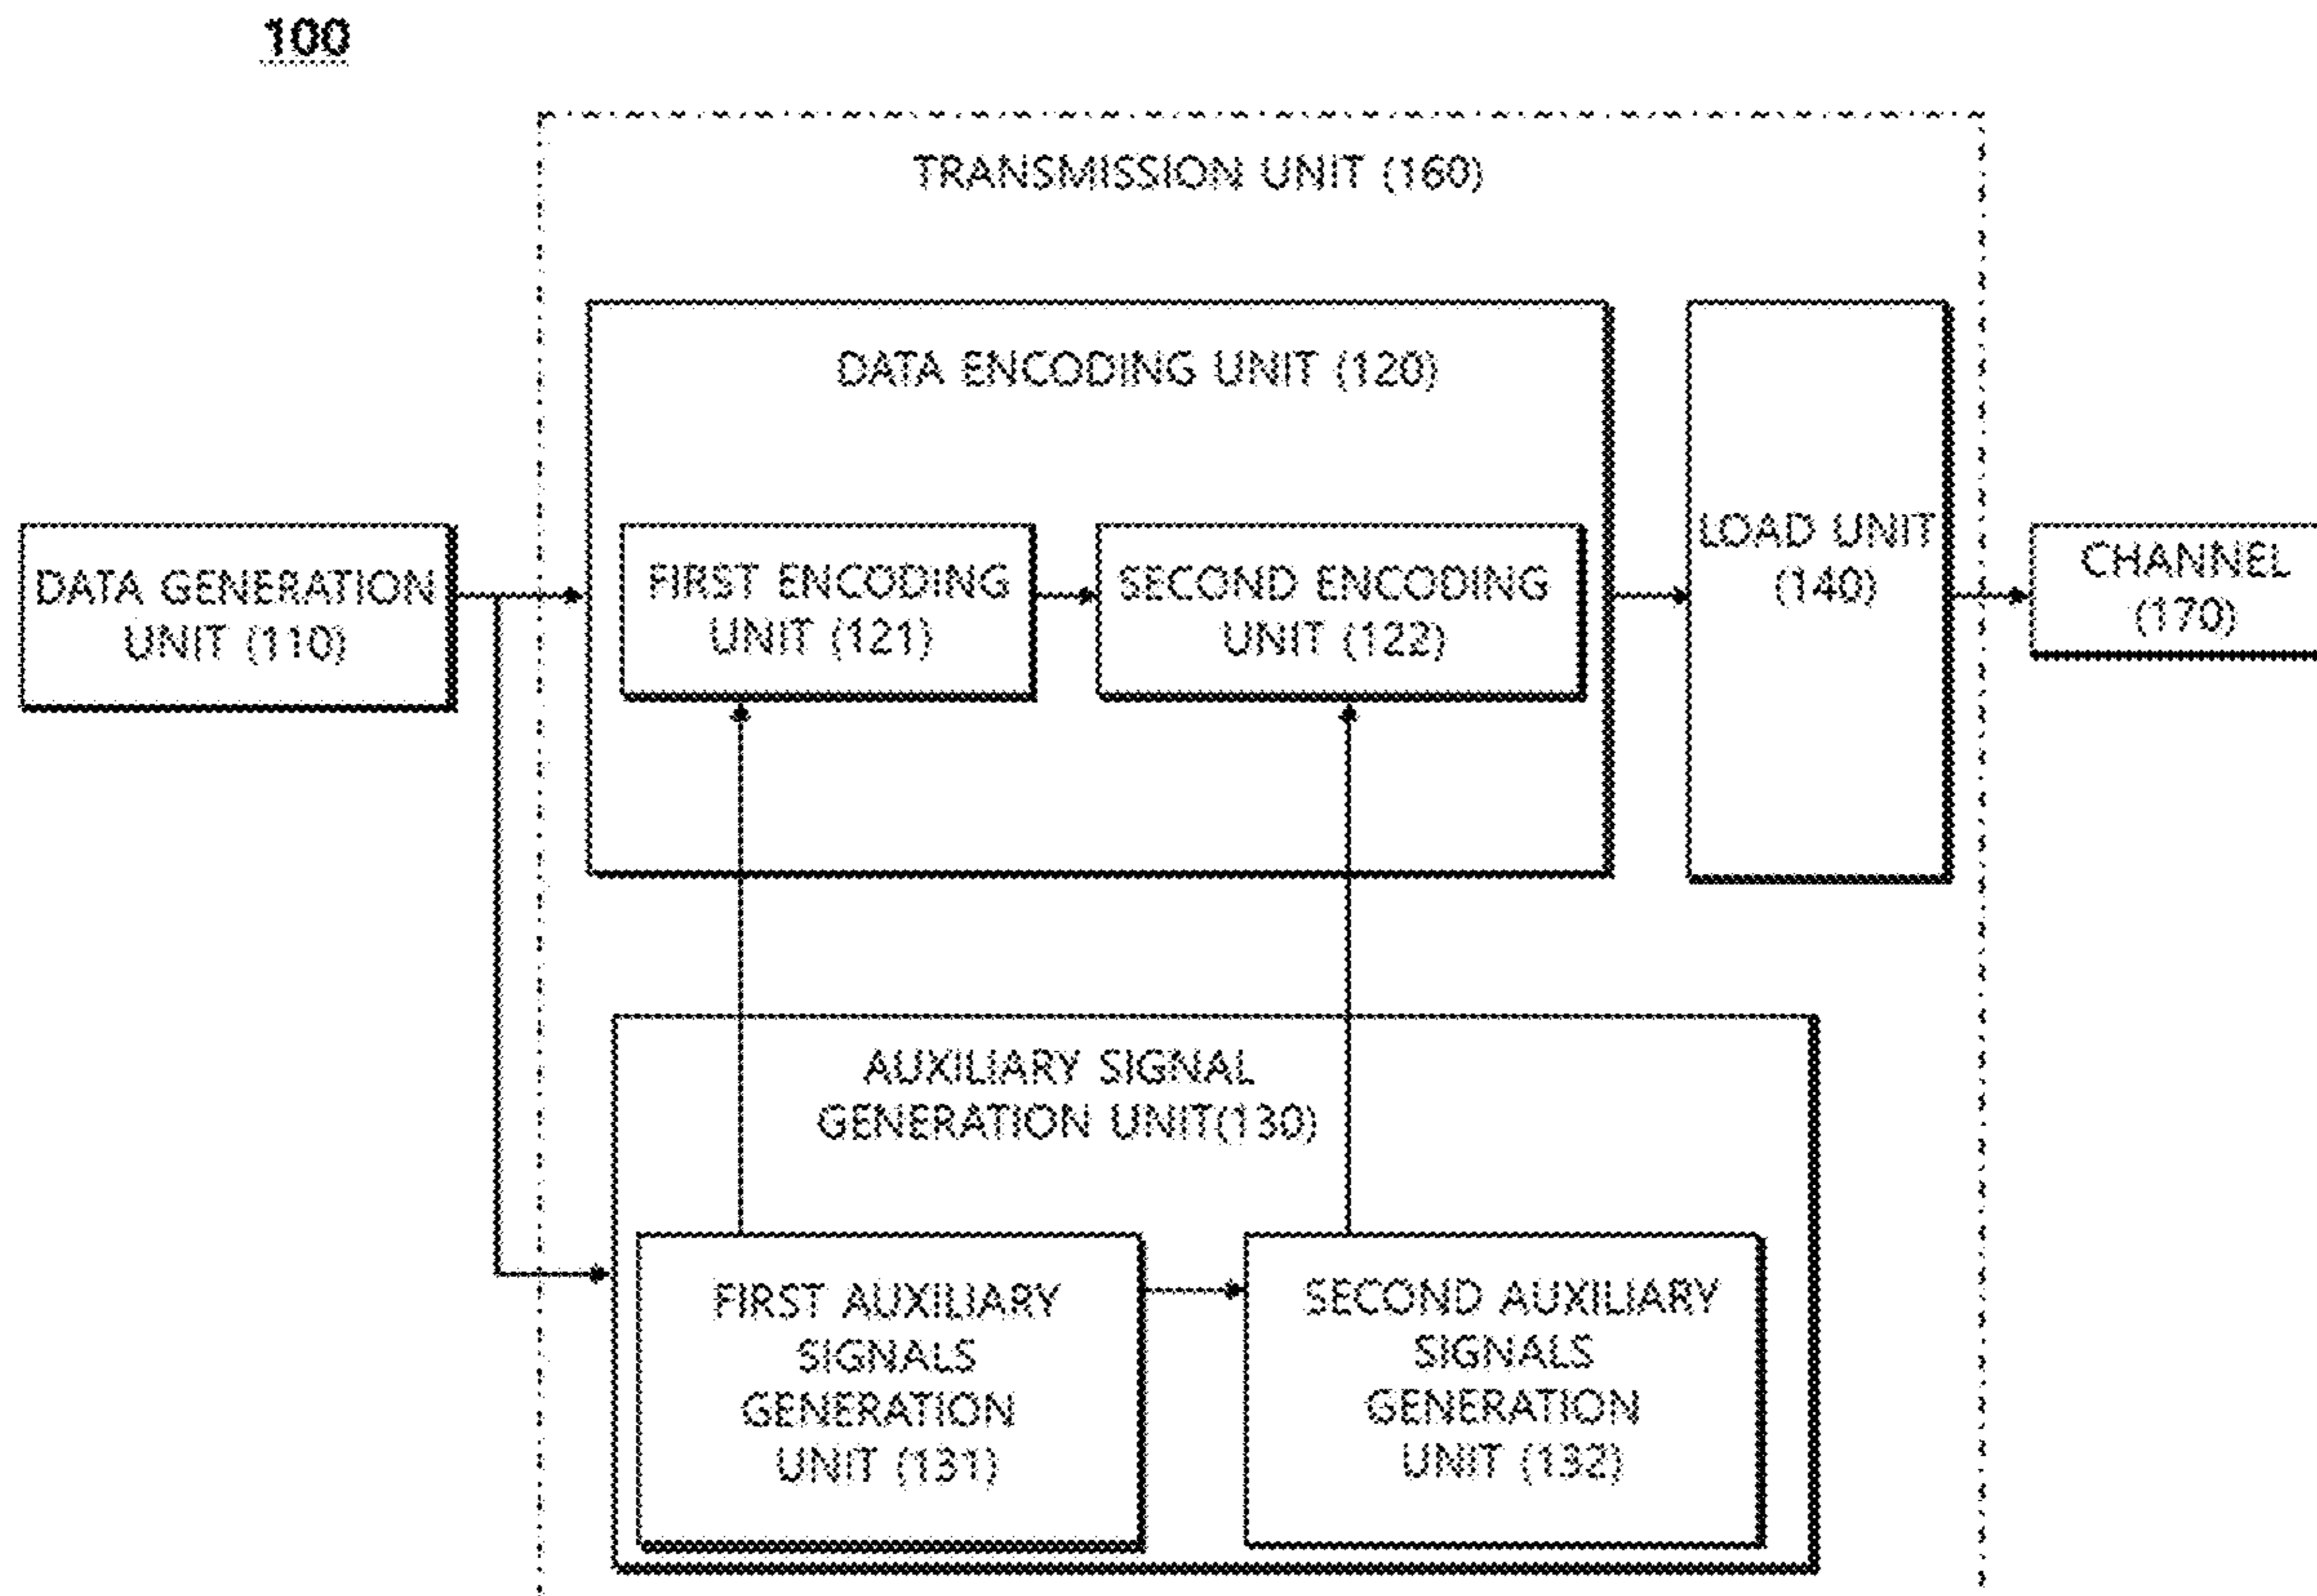 100
TRANSMISSION UNIT (160)
DATA ENCODING UNIT (120)
DATA GENERATION
UNIT (110)
FIRST ENCODING
UNIT (121)
SECOND ENCODING
UNIT (122)
LOAD UNIT
(140)
CHANNEL
(170)
AUXILIARY SIGNAL
GENERATION UNIT(130)
FIRST AUXILIARY
SIGNALS
GENERATION
UNIT (131)
SECOND AUXILIARY
SIGNALS
GENERATION
UNIT (132)